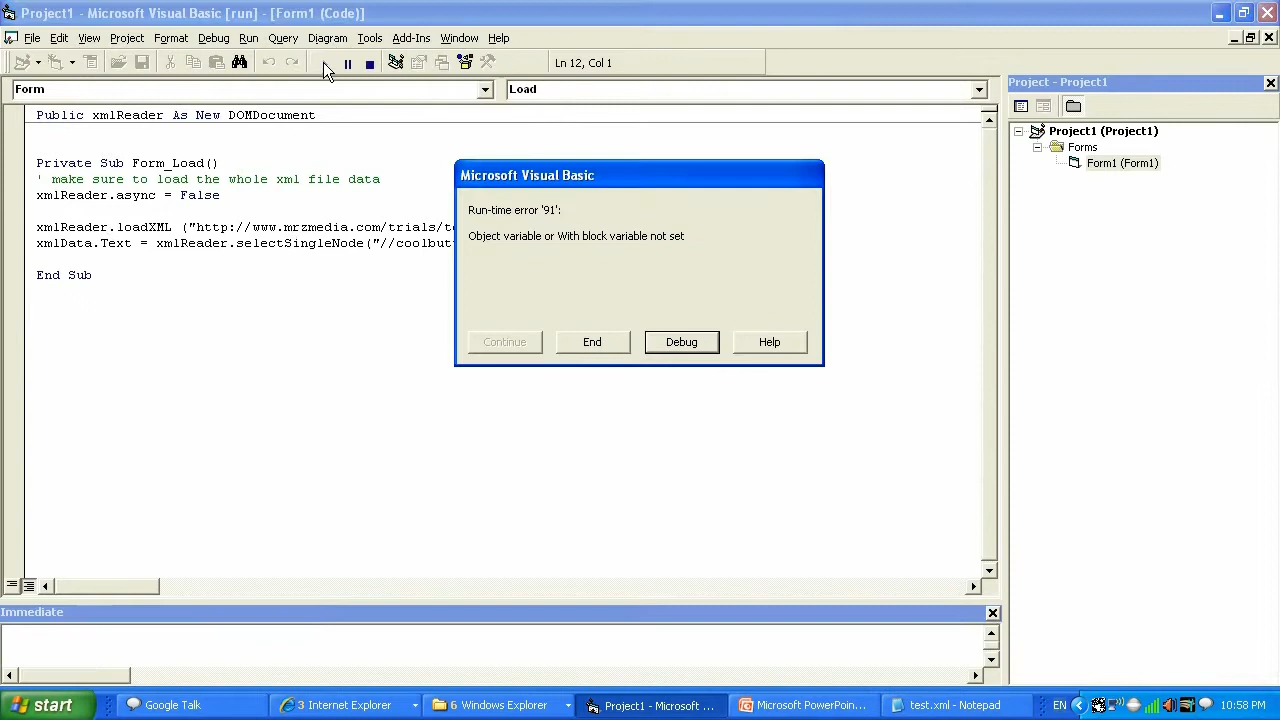 Project1 - Microsoft Visual Basic [run] - [Form1 (Code)]
File Edit View Project Format Debug Run Query Diagram Tools Add-Ins Window Help
Ln 12, Col 1
Form
Load
Project - Project1
Public xmlReader As New DOMDocument
Project1 (Project1)
Forms
Form1 (Form1)
Private Sub Form_Load()
' make sure to load the whole xml file data
xmlReader.async = False
xmlReader.loadXML ("http://www.mrzmedia.com/trials/te
xmlData.Text = xmlReader.selectSingleNode("//coolbutt
End Sub
Microsoft Visual Basic
Run-time error '91':
Object variable or With block variable not set
Continue End Debug Help
Immediate
start
Google Talk
3 Internet Explorer
6 Windows Explorer
Project1 - Microsoft ...
Microsoft PowerPoin...
test.xml - Notepad
EN
10:58 PM